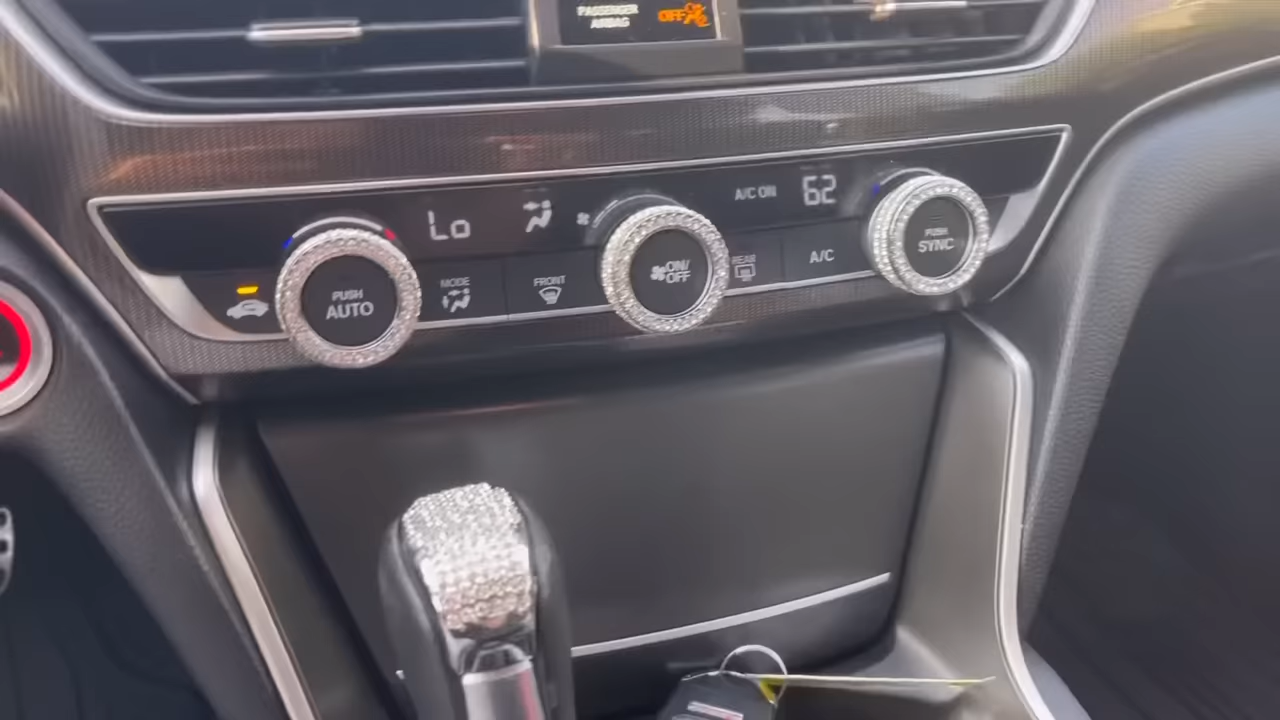 PASSENGER
AIRBAG
OFF
Lo
A/C ON
62
PUSH
AUTO
MODE
FRONT
ON/
OFF
REAR
A/C
PUSH
SYNC